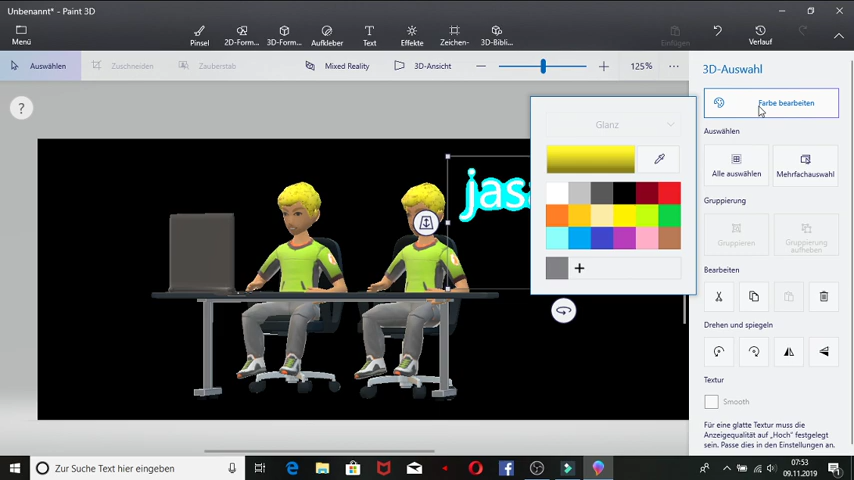 Unbenannt* - Paint 3D
Menü
Pinsel
2D-Form...
3D-Form...
Aufkleber
Text
Effekte
Zeichen-
3D-Bibli...
Einfügen
Verlauf
Auswählen
Zuschneiden
Zauberstab
Mixed Reality
3D-Ansicht
125%
?
jasa
Glanz
3D-Auswahl
Farbe bearbeiten
Auswählen
Alle auswählen
Mehrfachauswahl
Gruppierung
Gruppieren
Gruppierung
aufheben
Bearbeiten
Drehen und spiegeln
Textur
Smooth
Für eine glatte Textur muss die
Anzeigequalität auf „Hoch“ festgelegt
sein. Passe dies in den Einstellungen an.
Zur Suche Text hier eingeben
07:53
09.11.2019